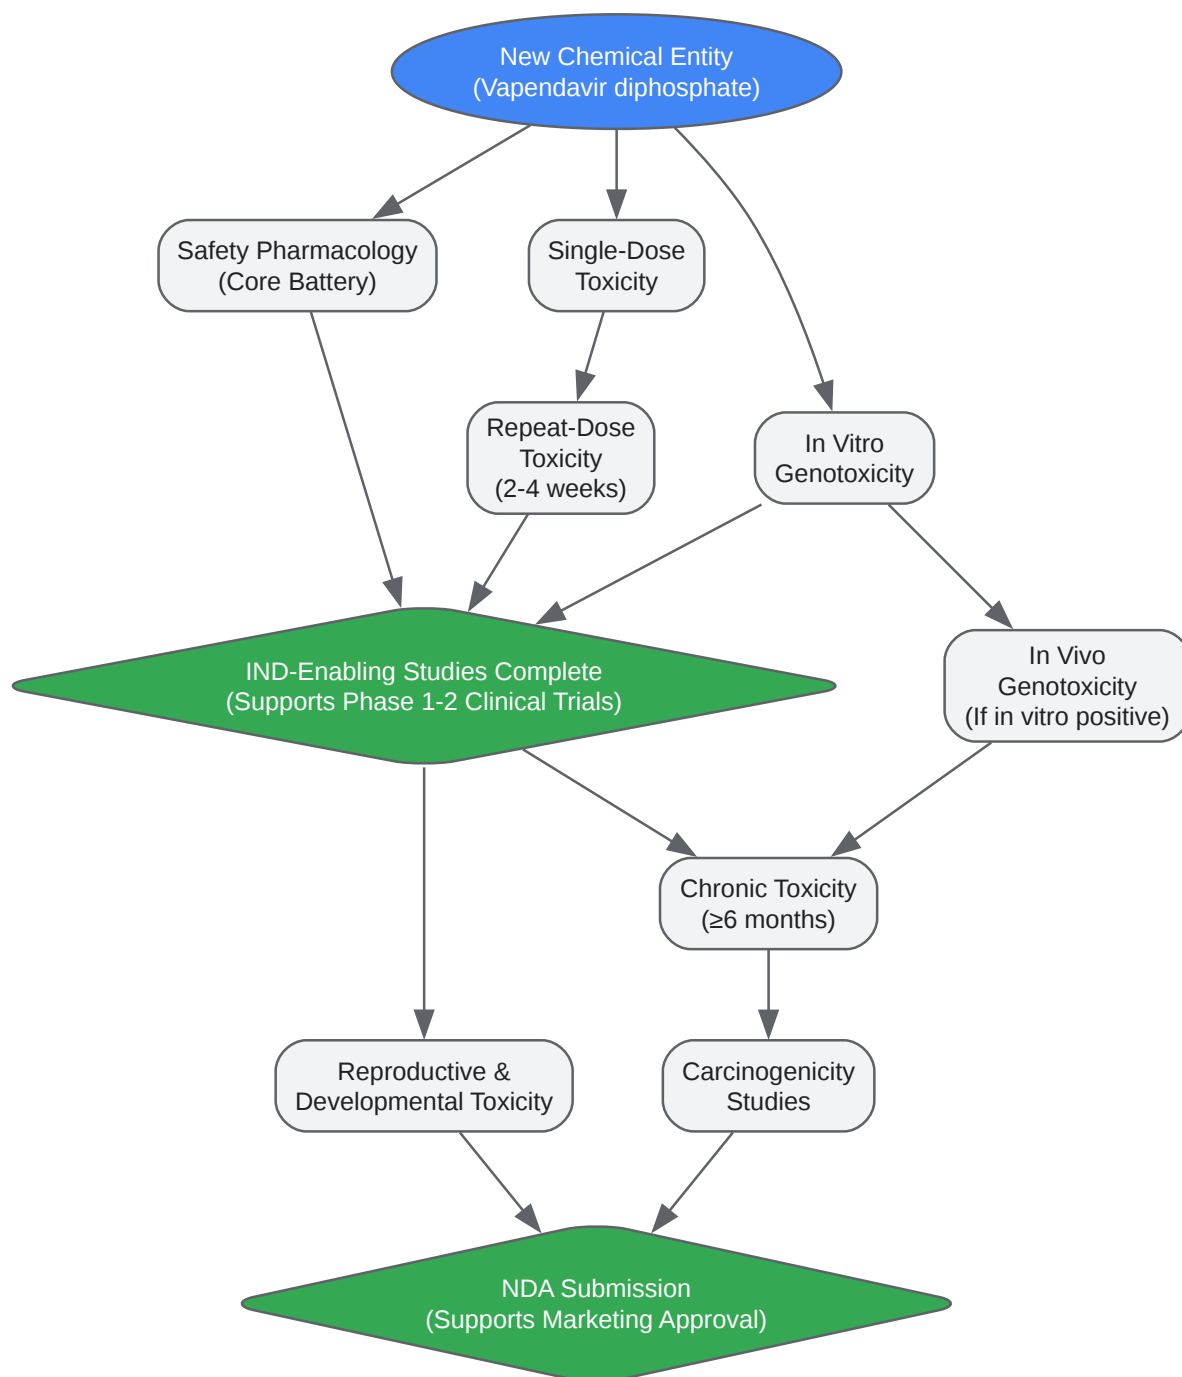 New Chemical Entity
(Vapendavir diphosphate)
Safety Pharmacology
(Core Battery)
Single-Dose
Toxicity
Repeat-Dose
Toxicity
(2-4 weeks)
In Vitro
Genotoxicity
IND-Enabling Studies Complete
(Supports Phase 1-2 Clinical Trials)
In Vivo
Genotoxicity
(If in vitro positive)
Chronic Toxicity
(≥6 months)
Reproductive &
Developmental Toxicity
Carcinogenicity
Studies
NDA Submission
(Supports Marketing Approval)